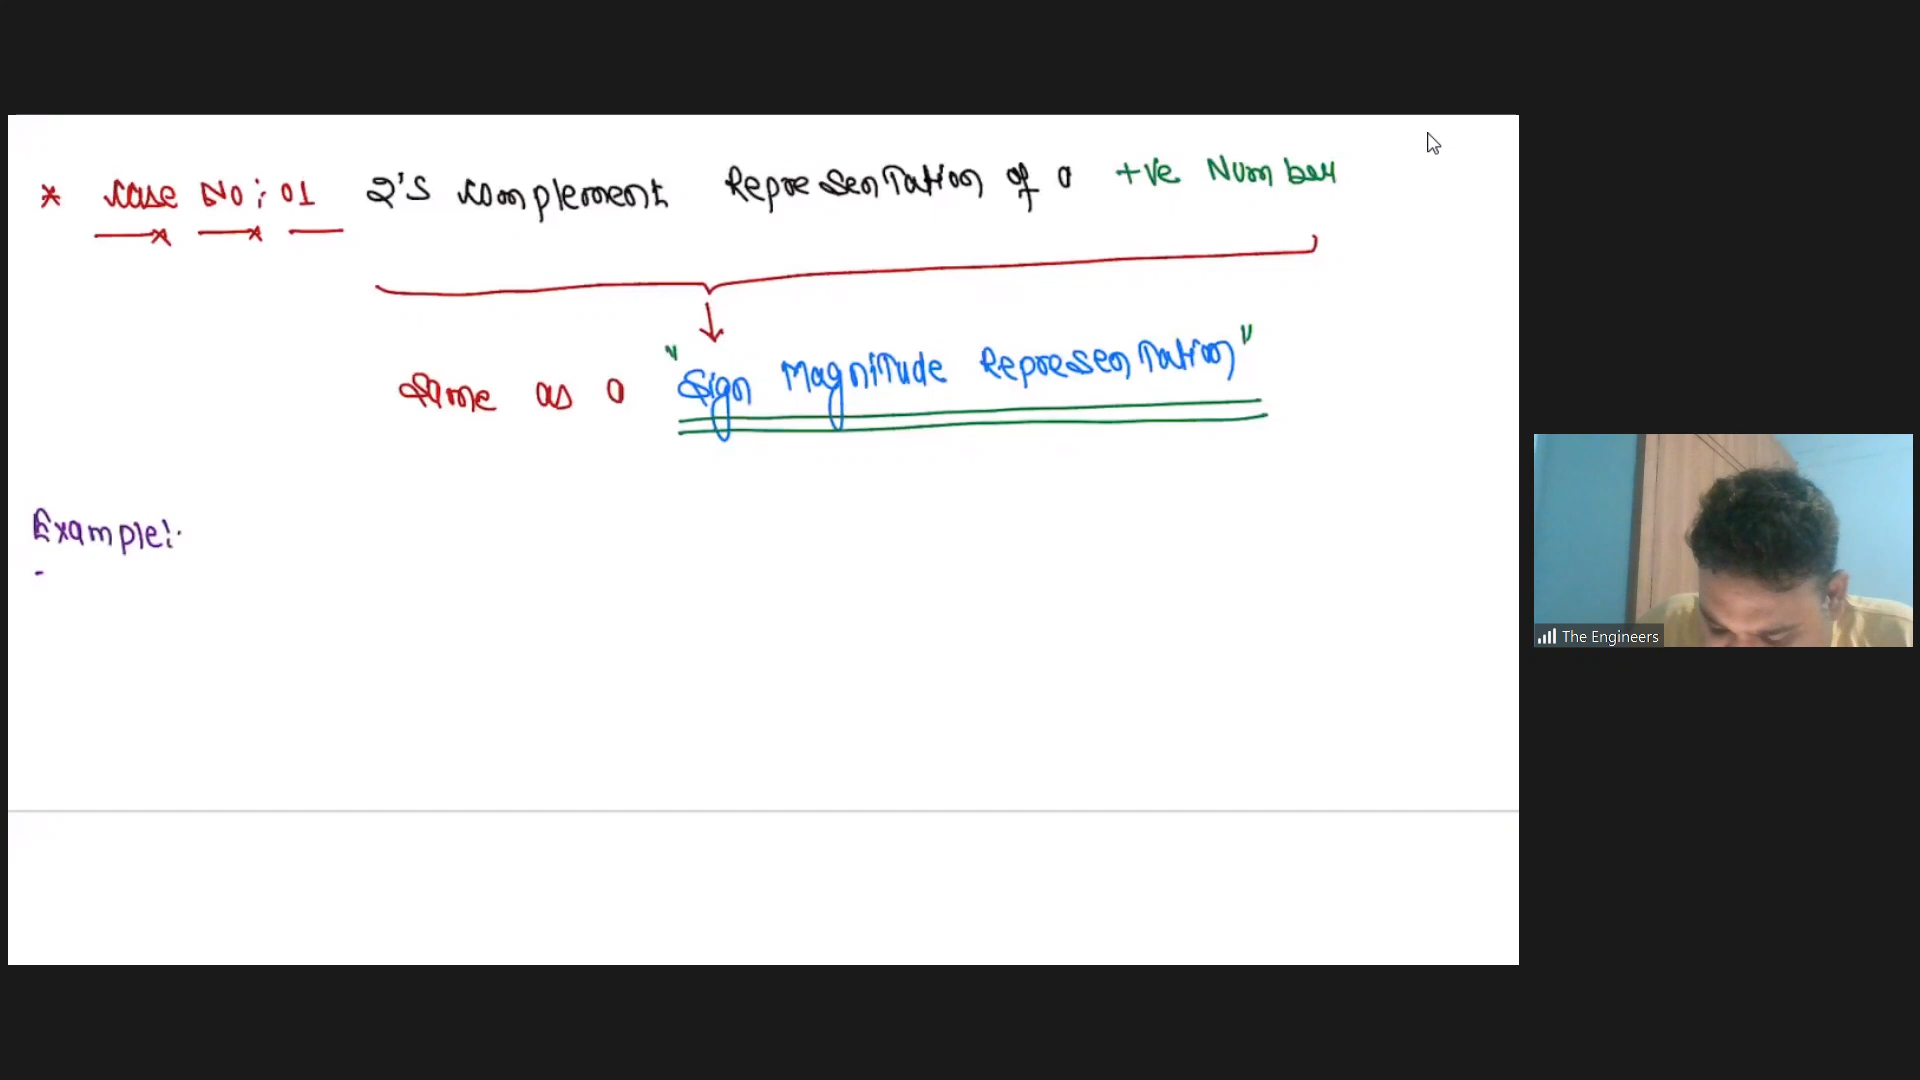 * Case No: 01 2's complement Representation of a +ve Number
Same as a "Sign Magnitude Representation"
Example:-
The Engineers